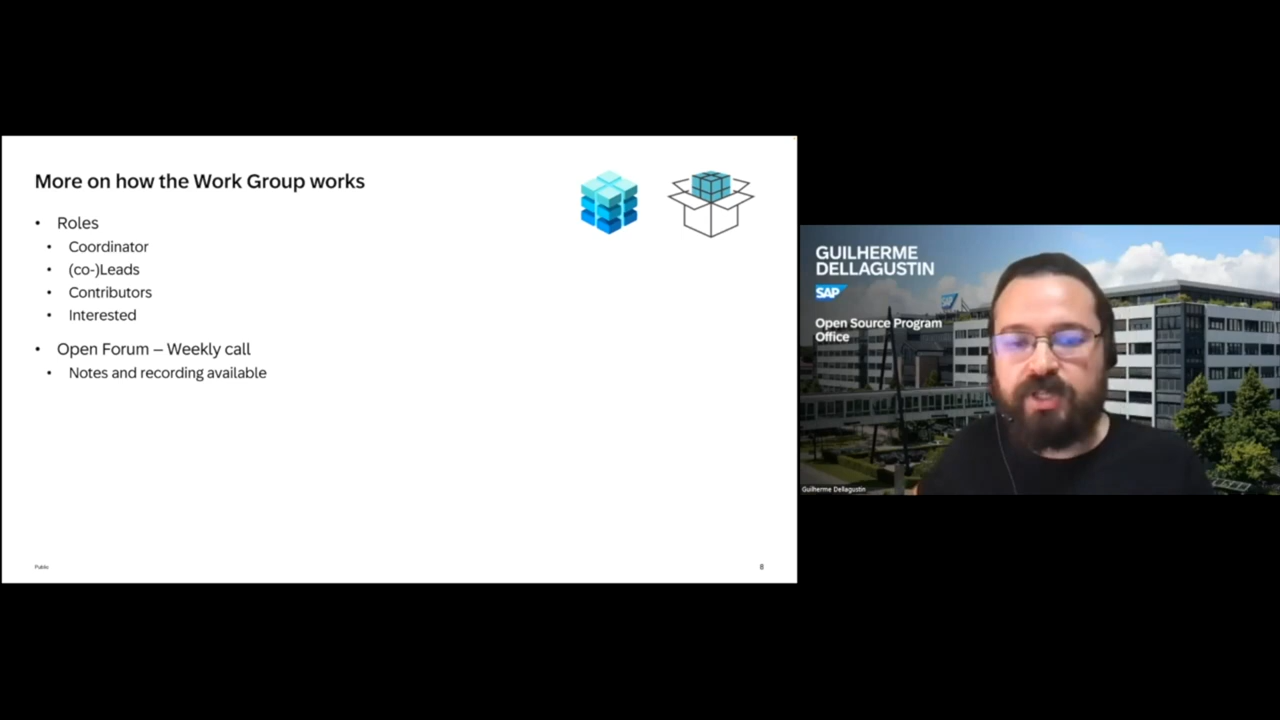 More on how the Work Group works
• Roles
• Coordinator
• (co-)Leads
• Contributors
• Interested
• Open Forum – Weekly call
• Notes and recording available
Public
8
GUILHERME
DELLAGUSTIN
SAP
Open Source Program
Office
SAP
Guilherme Dellagustin